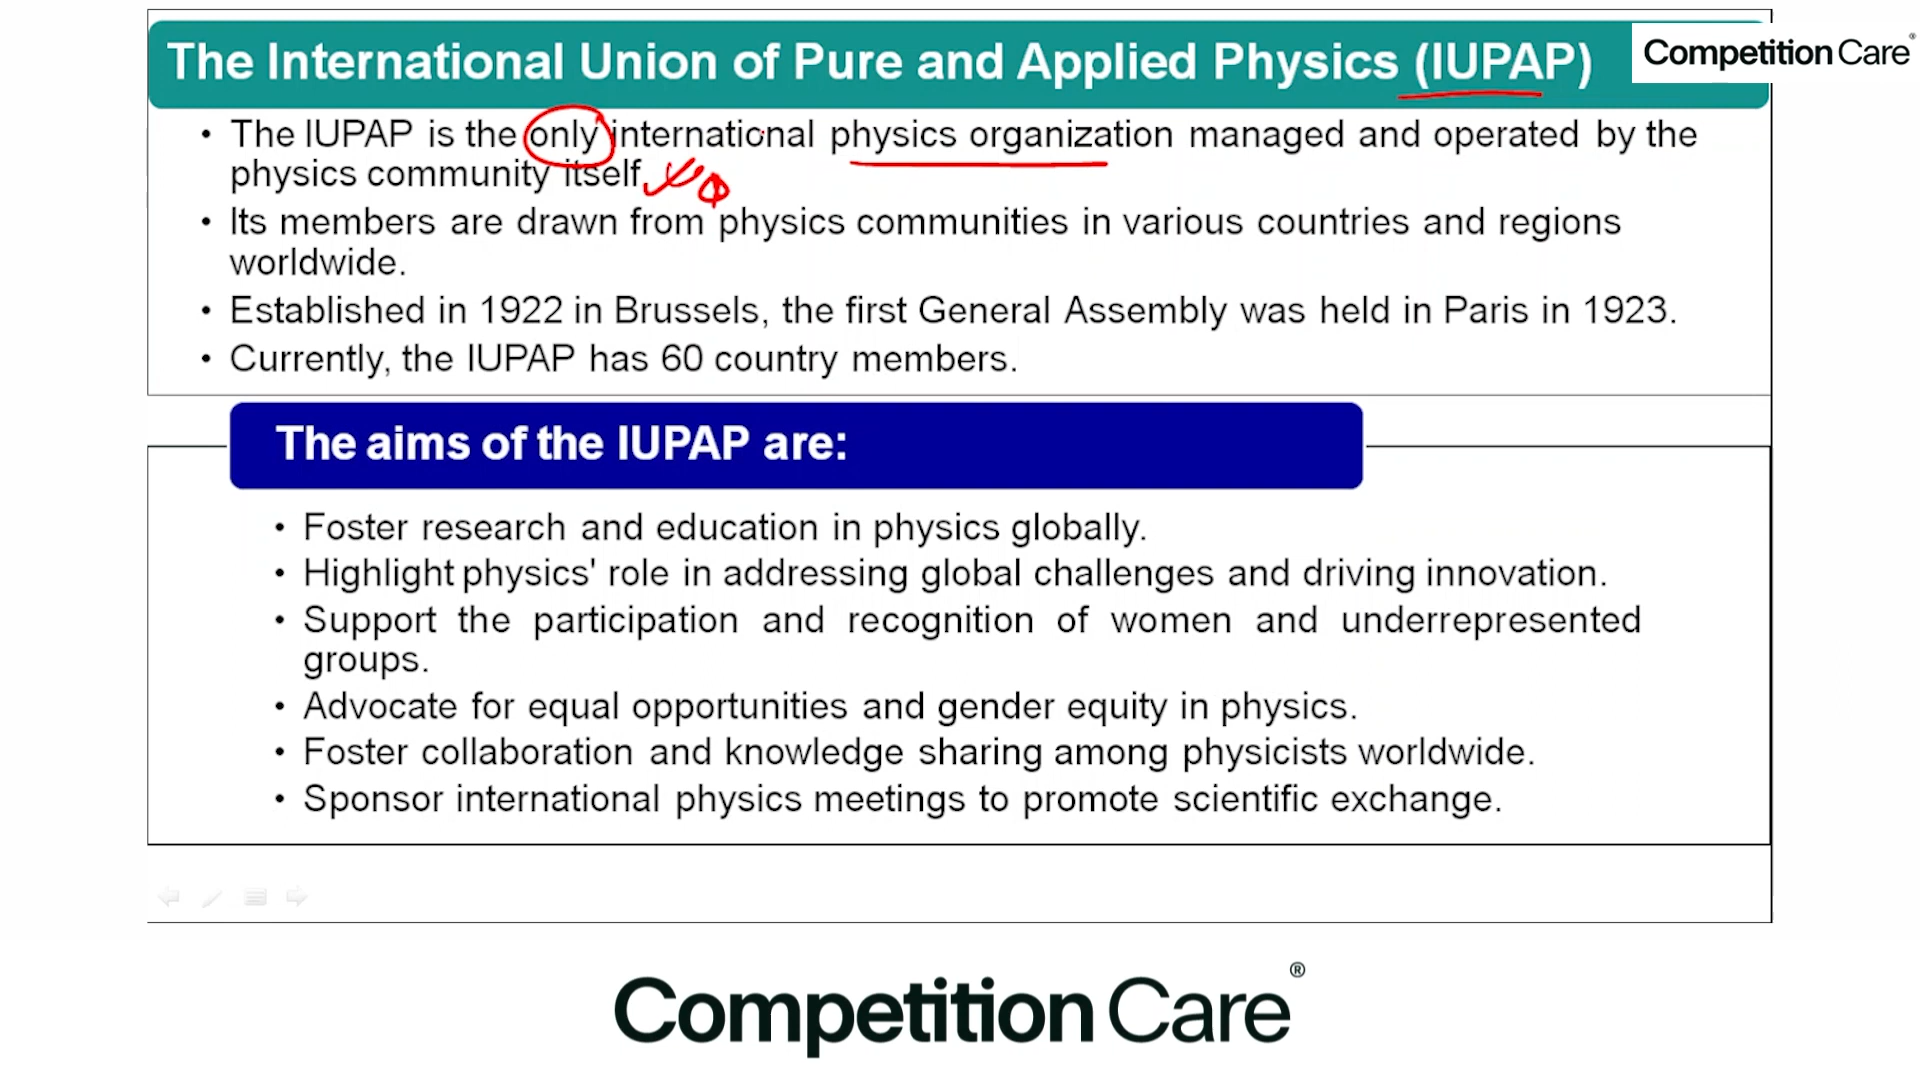 The International Union of Pure and Applied Physics (IUPAP)
Competition Care®
• The IUPAP is the only international physics organization managed and operated by the
physics community itself.
• Its members are drawn from physics communities in various countries and regions
worldwide.
• Established in 1922 in Brussels, the first General Assembly was held in Paris in 1923.
• Currently, the IUPAP has 60 country members.
The aims of the IUPAP are:
• Foster research and education in physics globally.
• Highlight physics' role in addressing global challenges and driving innovation.
• Support the participation and recognition of women and underrepresented
groups.
• Advocate for equal opportunities and gender equity in physics.
• Foster collaboration and knowledge sharing among physicists worldwide.
• Sponsor international physics meetings to promote scientific exchange.
Competition Care®